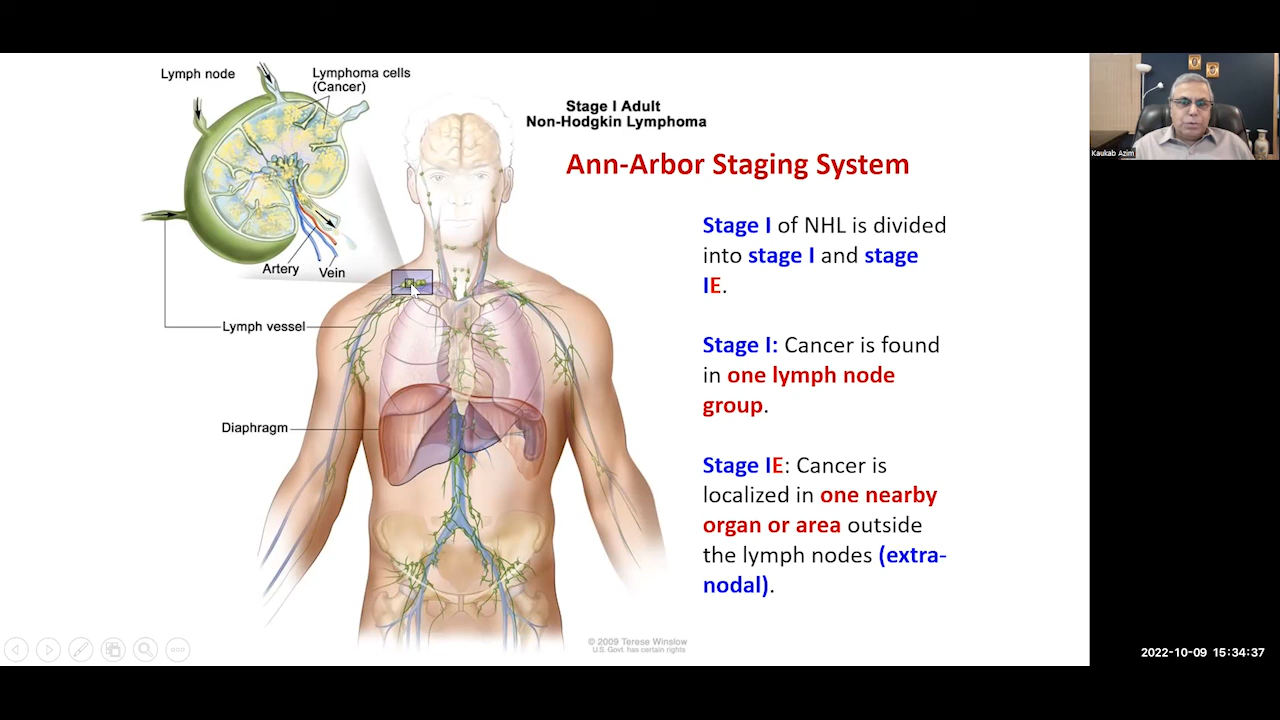 Lymph node
Lymphoma cells
(Cancer)
Artery
Vein
Lymph vessel
Diaphragm
Stage I Adult
Non-Hodgkin Lymphoma
Ann-Arbor Staging System
Stage I of NHL is divided
into stage I and stage
IE.
Stage I: Cancer is found
in one lymph node
group.
Stage IE: Cancer is
localized in one nearby
organ or area outside
the lymph nodes (extra-
nodal).
© 2009 Terese Winslow
U.S. Govt. has certain rights
Kaukab Azim
2022-10-09 15:34:37